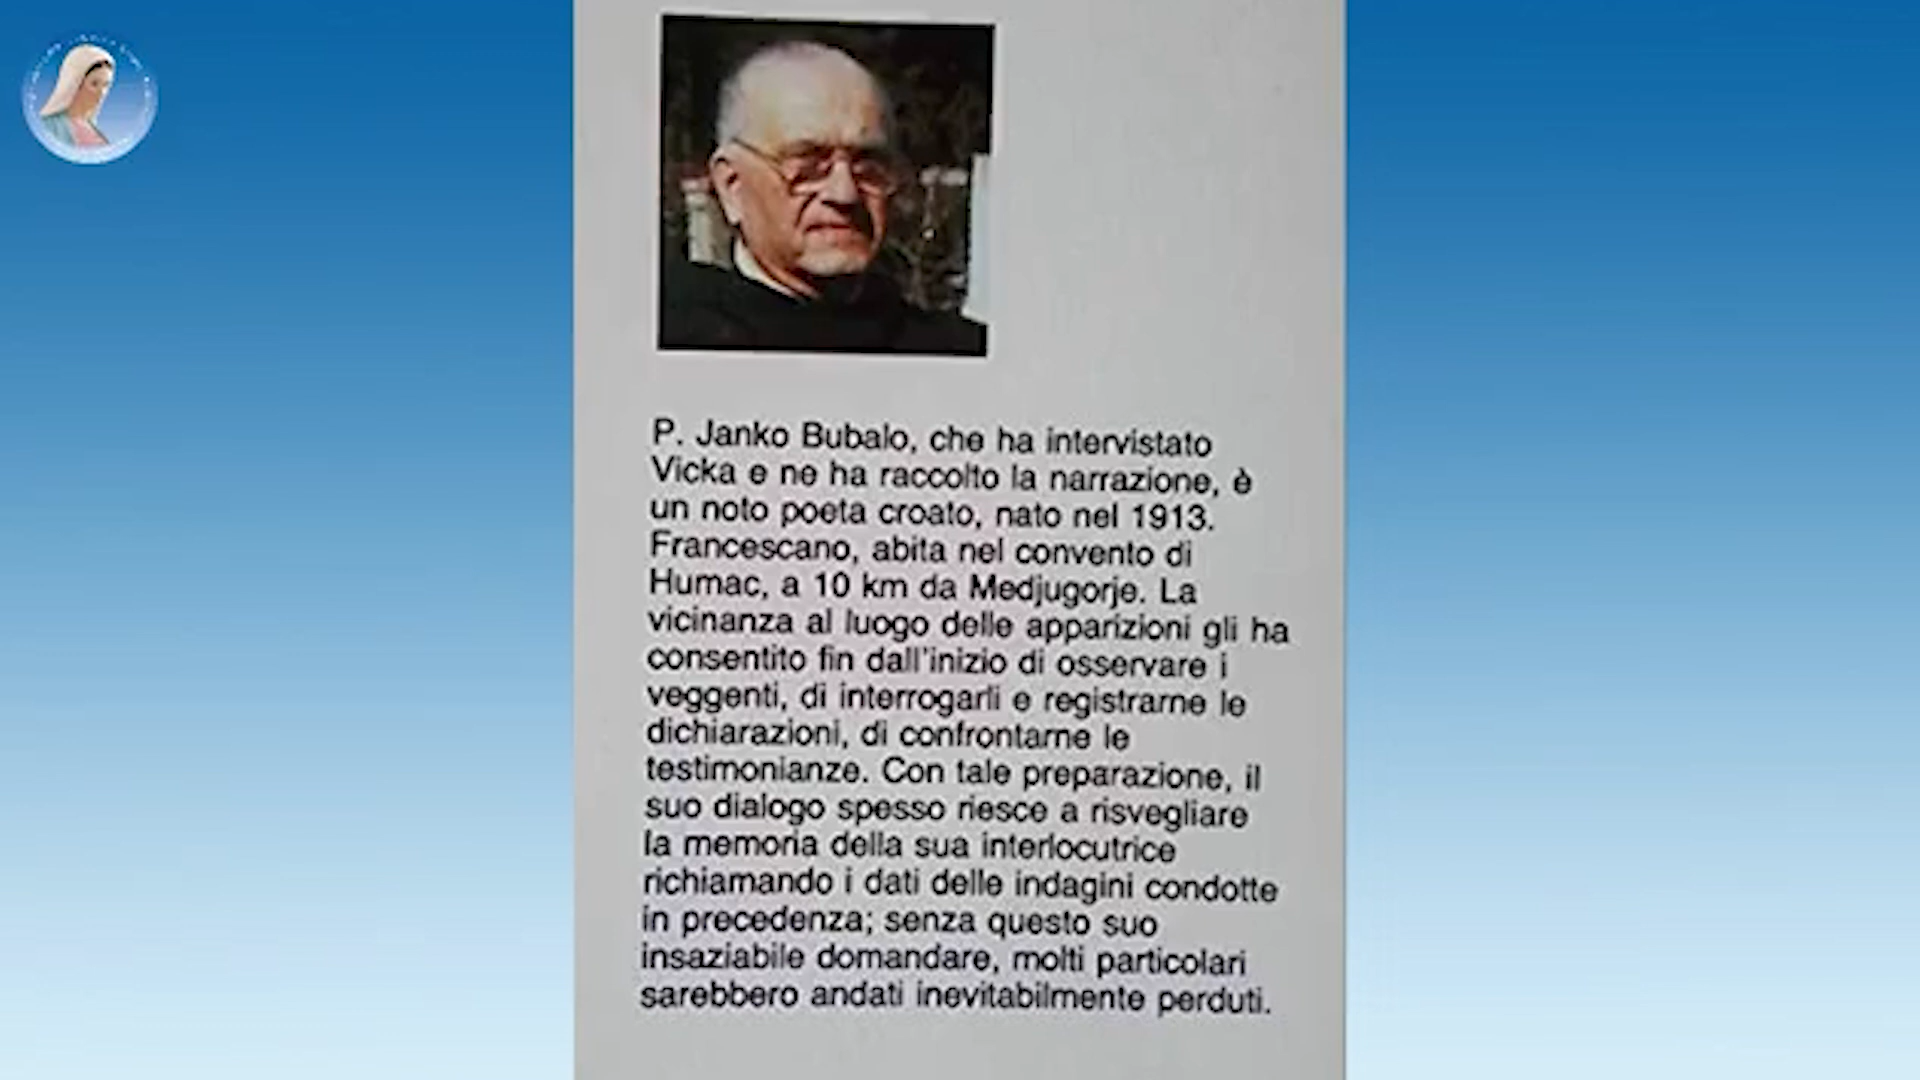 P. Janko Bubalo, che ha intervistato
Vicka e ne ha raccolto la narrazione, è
un noto poeta croato, nato nel 1913.
Francescano, abita nel convento di
Humac, a 10 km da Medjugorje. La
vicinanza al luogo delle apparizioni gli ha
consentito fin dall'inizio di osservare i
veggenti, di interrogarli e registrarne le
dichiarazioni, di confrontarne le
testimonianze. Con tale preparazione, il
suo dialogo spesso riesce a risvegliare
la memoria della sua interlocutrice
richiamando i dati delle indagini condotte
in precedenza; senza questo suo
insaziabile domandare, molti particolari
sarebbero andati inevitabilmente perduti.